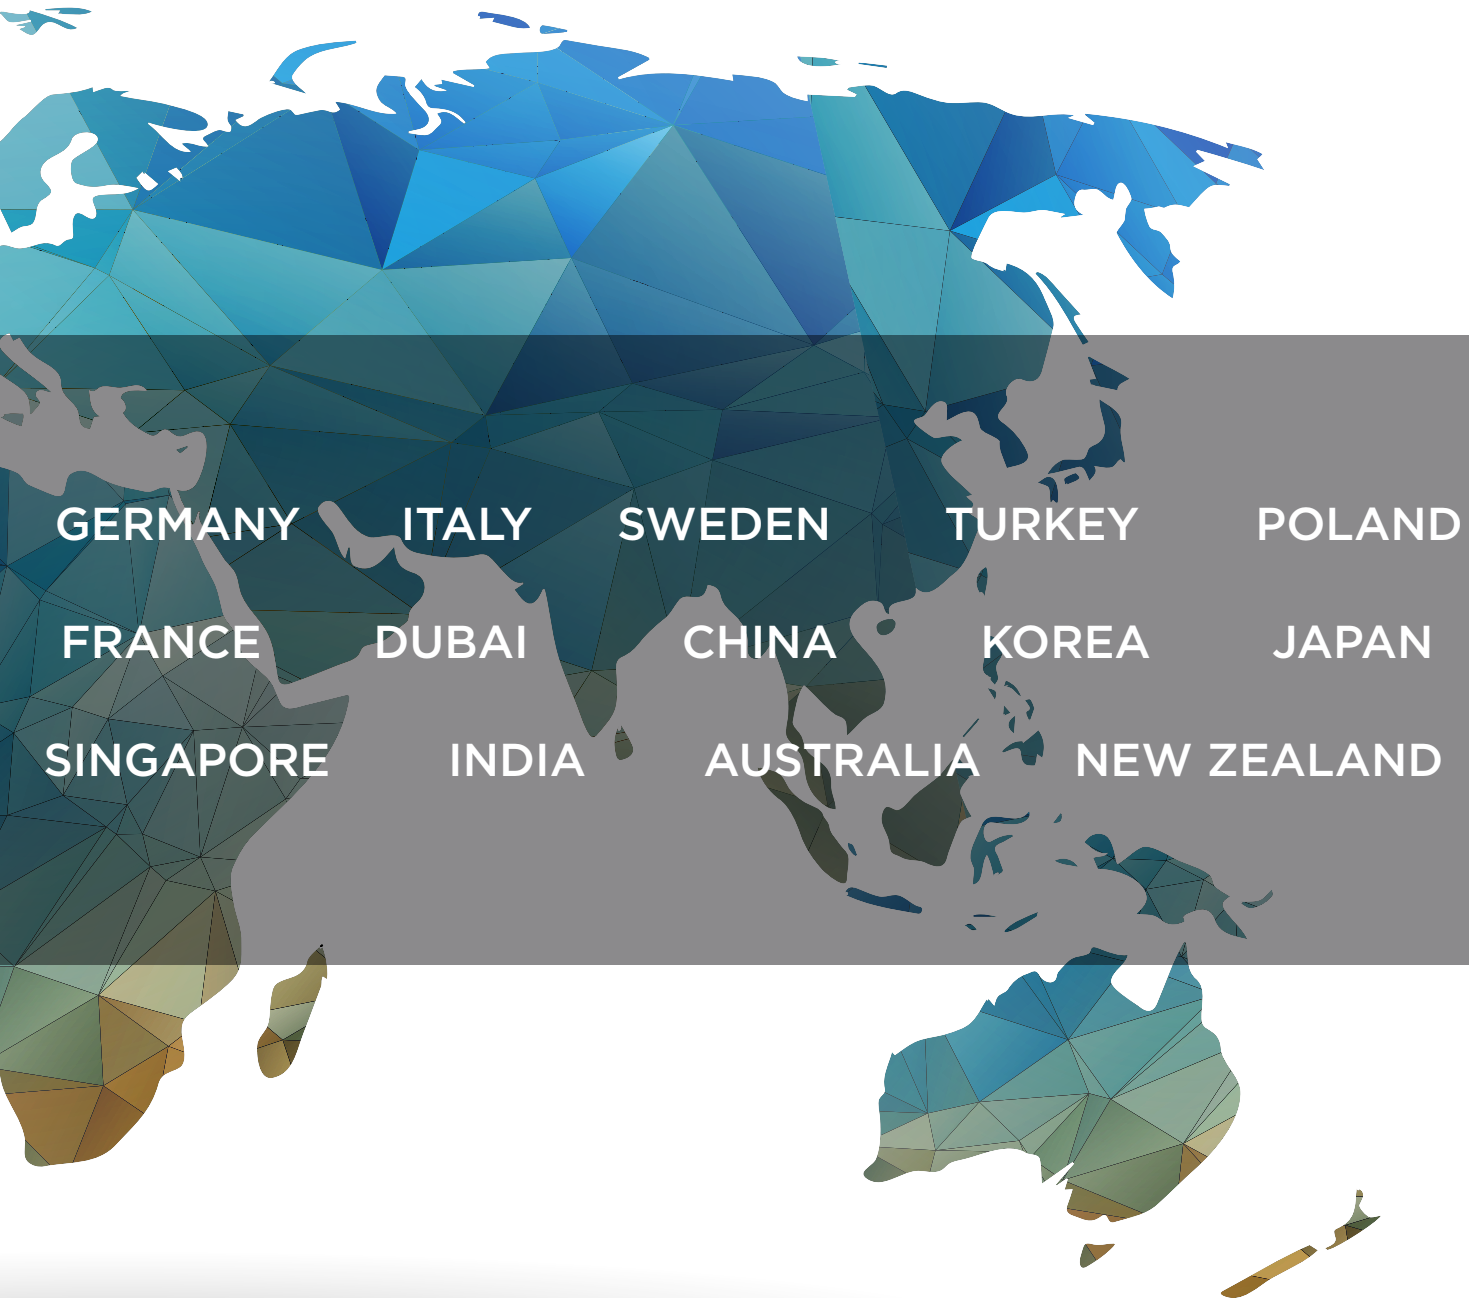 GERMANY ITALY SWEDEN TURKEY POLAND
FRANCE DUBAI CHINA KOREA JAPAN
SINGAPORE INDIA AUSTRALIA NEW ZEALAND